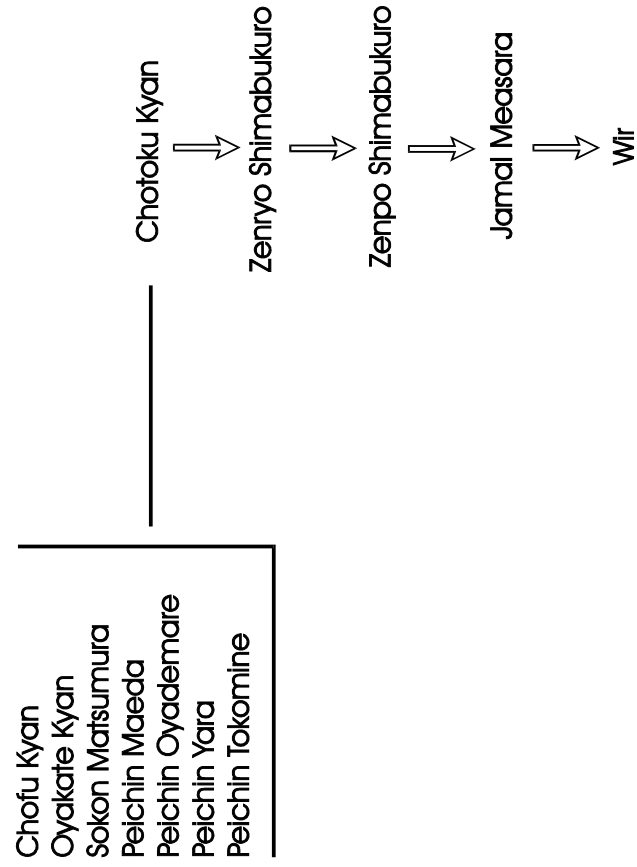 Chofu Kyan
Oyakate Kyan
Sokon Matsumura
Peichin Maeda
Peichin Oyademare
Peichin Yara
Peichin Tokomine
Chotoku Kyan
Zenryo Shimabukuro
Zenpo Shimabukuro
Jamal Measara
Wir